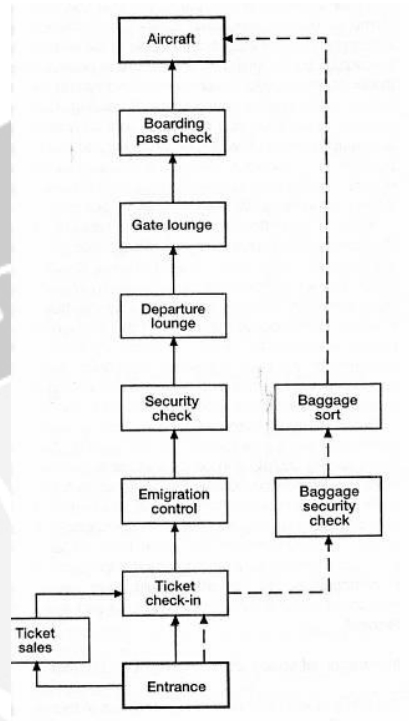 Aircraft
Boarding
pass check
Gate lounge
Departure
lounge
Security
check
Baggage
sort
Emigration
control
Baggage
security
check
Ticket
check-in
Ticket
sales
Entrance